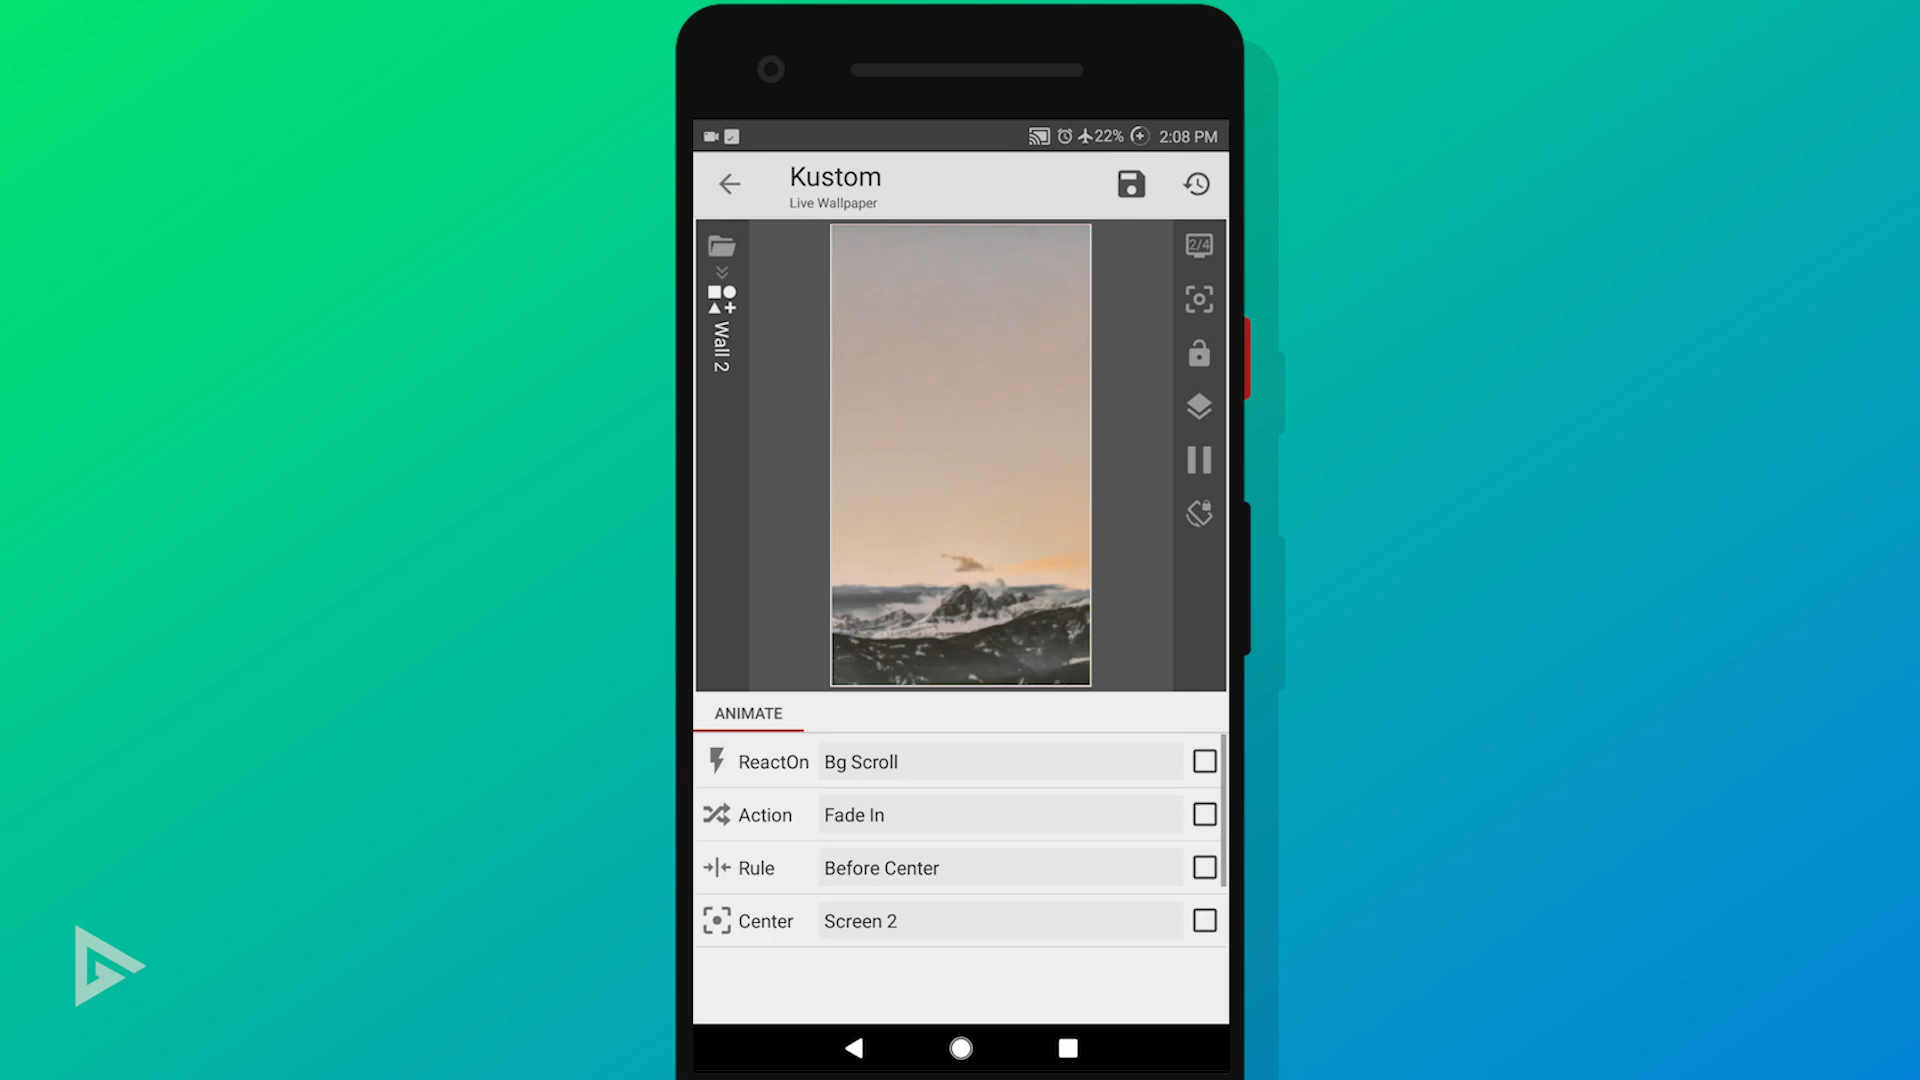 22% 2:08 PM
Kustom
Live Wallpaper
2/4
Wall 2
ANIMATE
ReactOn Bg Scroll
Action Fade In
Rule Before Center
Center Screen 2